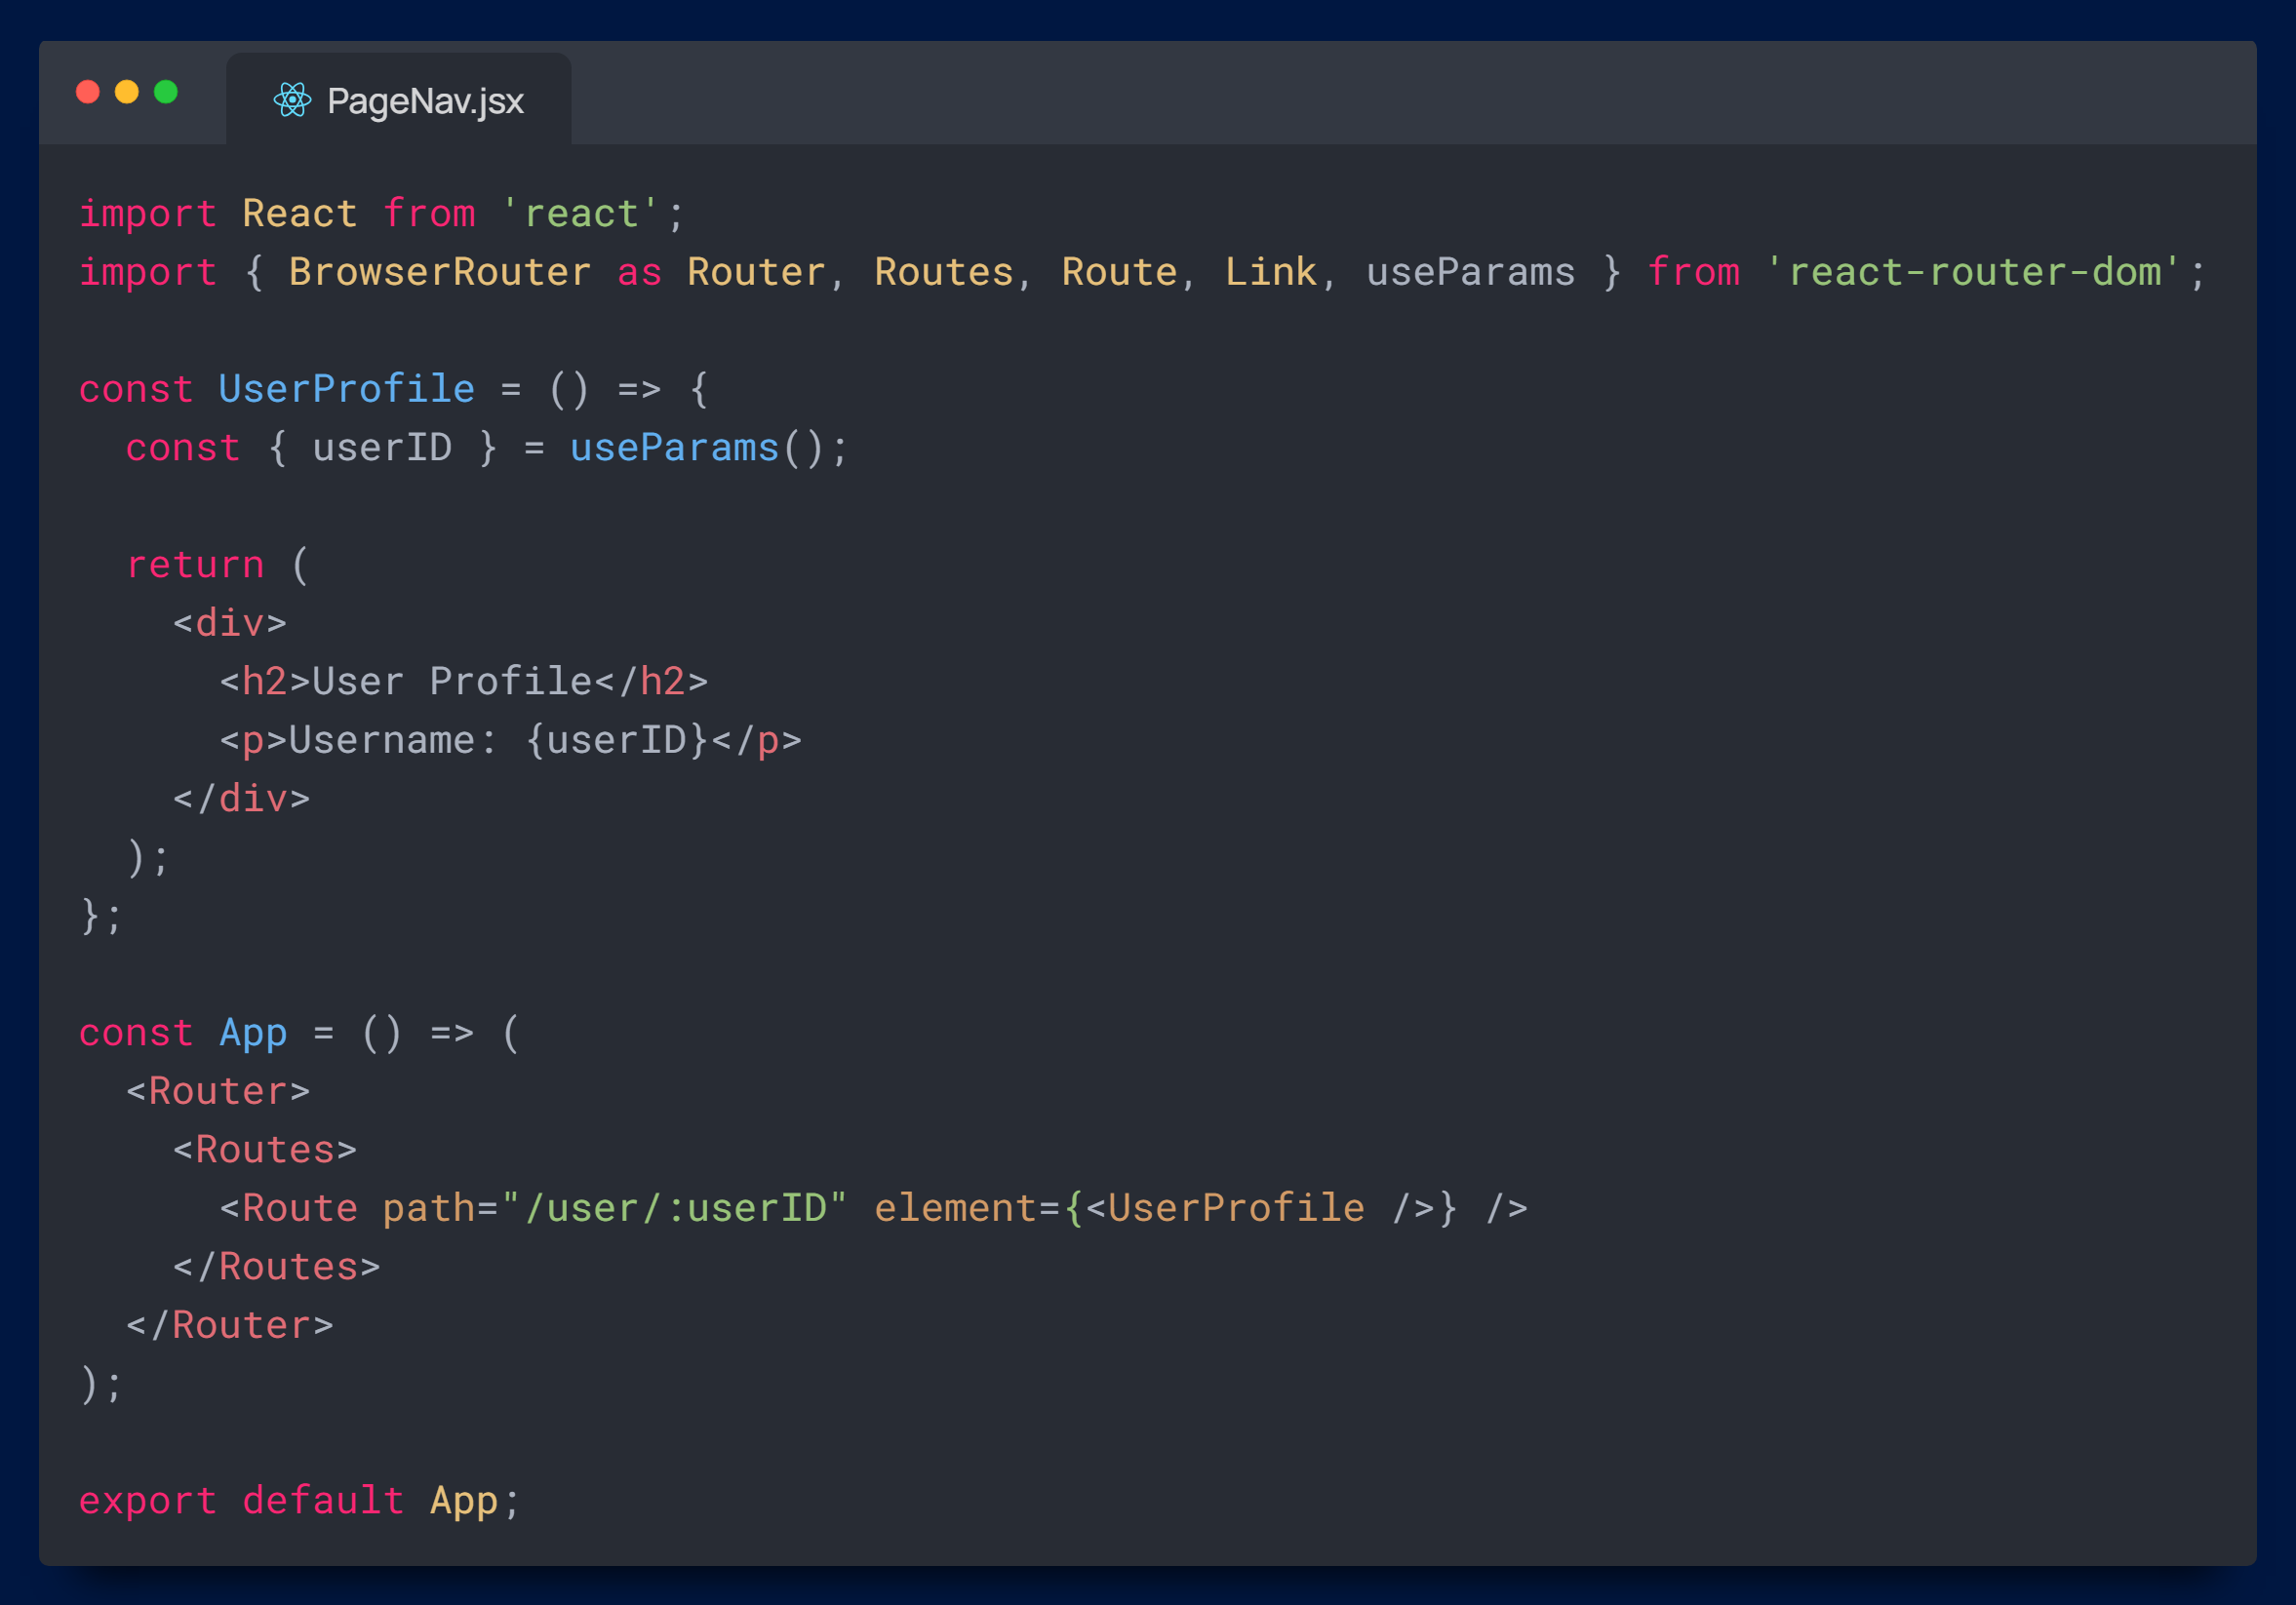 PageNav.jsx
import React from 'react';
import { BrowserRouter as Router, Routes, Route, Link, useParams } from 'react-router-dom';
const UserProfile = () => {
  const { userID } = useParams();
  return (
    <div>
      <h2>User Profile</h2>
      <p>Username: {userID}</p>
    </div>
  );
};
const App = () => (
  <Router>
    <Routes>
      <Route path="/user/:userID" element={<UserProfile />} />
    </Routes>
  </Router>
);
export default App;